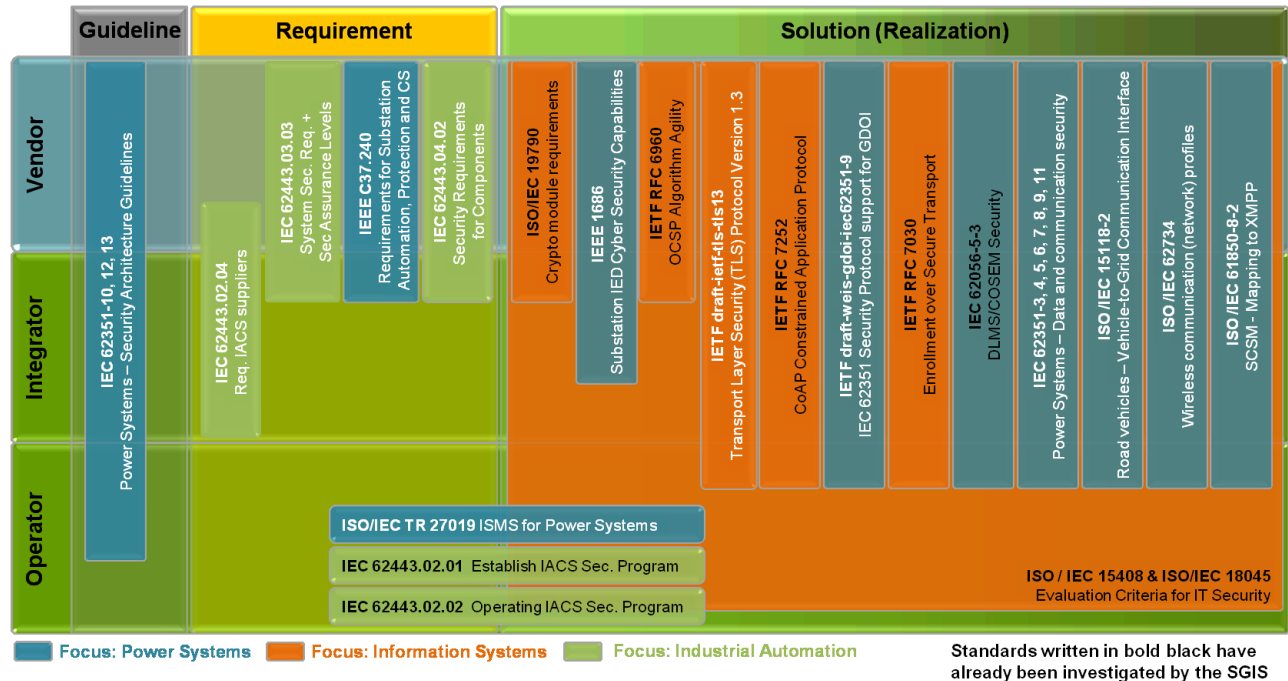 Guideline
Requirement
Solution (Realization)
Vendor
Integrator
Operator
IEC 62351-10, 12, 13
Power Systems – Security Architecture Guidelines
IEC 62443.02.04
Req. IACS suppliers
IEC 62443.03.03
System Sec. Req. +
Sec Assurance Levels
IEEE C37.240
Requirements for Substation
Automation, Protection and CS
IEC 62443.04.02
Security Requirements
for Components
ISO/IEC 19790
Crypto module requirements
IEEE 1686
Substation IED Cyber Security Capabilities
IETF RFC 6960
OCSP Algorithm Agility
IETF draft-ietf-tls-tls13
Transport Layer Security (TLS) Protocol Version 1.3
IETF RFC 7252
CoAP Constrained Application Protocol
IETF draft-weis-gdoi-iec62351-9
IEC 62351 Security Protocol support for GDOI
IETF RFC 7030
Enrollment over Secure Transport
IEC 62056-5-3
DLMS/COSEM Security
IEC 62351-3, 4, 5, 6, 7, 8, 9, 11
Power Systems - Data and communication security
ISO /IEC 15118-2
Road vehicles – Vehicle-to-Grid Communication Interface
ISO /IEC 62734
Wireless communication (network) profiles
ISO /IEC 61850-8-2
SCSM - Mapping to XMPP
ISO/IEC TR 27019 ISMS for Power Systems
IEC 62443.02.01 Establish IACS Sec. Program
IEC 62443.02.02 Operating IACS Sec. Program
ISO / IEC 15408 & ISO/IEC 18045
Evaluation Criteria for IT Security
Focus: Power Systems
Focus: Information Systems
Focus: Industrial Automation
Standards written in bold black have
already been investigated by the SGIS